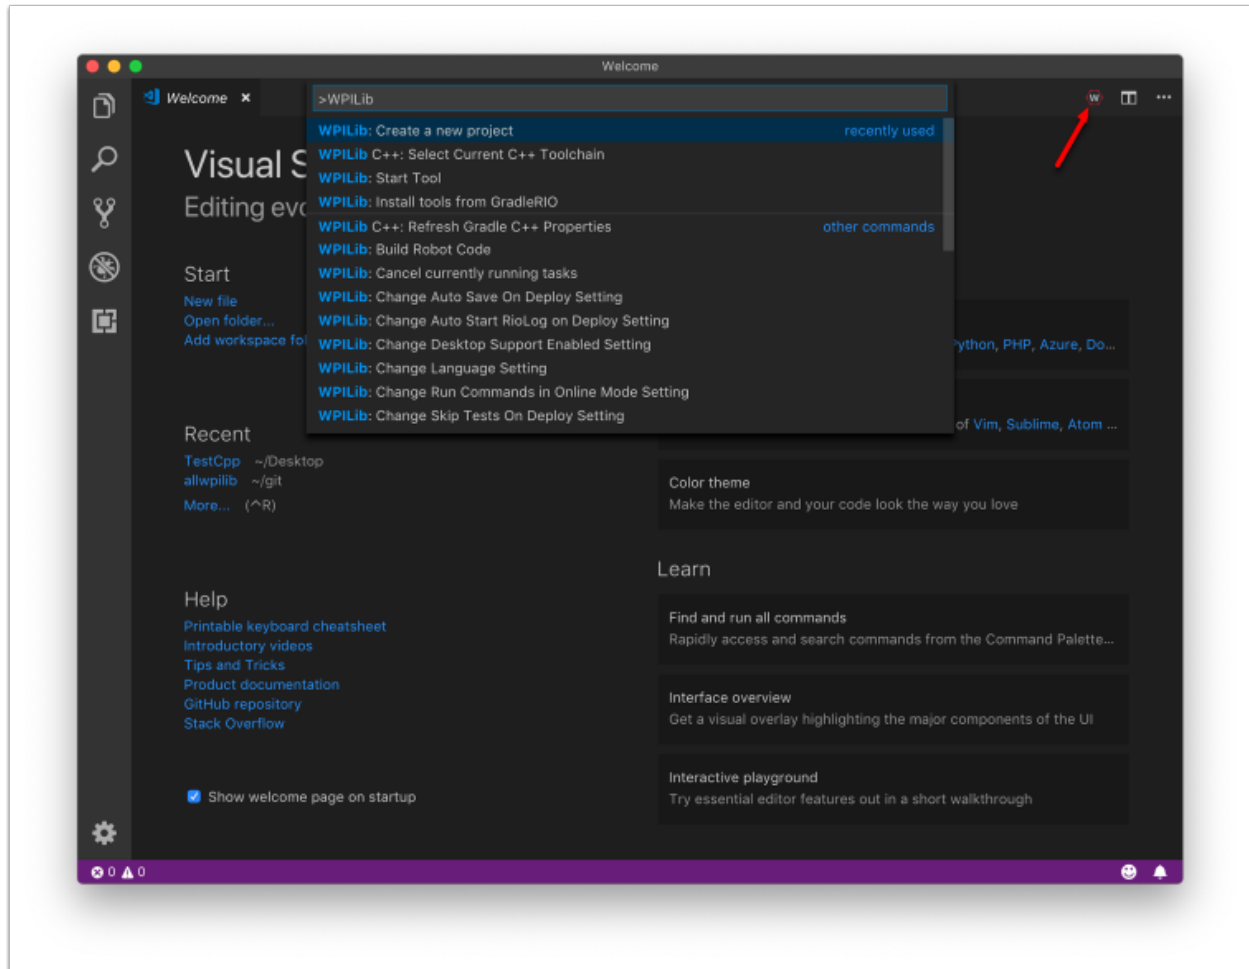 Welcome
Welcome ×
>WPILib
W
WPILib: Create a new project recently used
WPILib C++: Select Current C++ Toolchain
WPILib: Start Tool
WPILib: Install tools from GradleRIO
WPILib C++: Refresh Gradle C++ Properties other commands
WPILib: Build Robot Code
WPILib: Cancel currently running tasks
WPILib: Change Auto Save On Deploy Setting
WPILib: Change Auto Start RioLog on Deploy Setting
WPILib: Change Desktop Support Enabled Setting
WPILib: Change Language Setting
WPILib: Change Run Commands in Online Mode Setting
WPILib: Change Skip Tests On Deploy Setting
Visual S
Editing evo
Start
New file
Open folder...
Add workspace fol
Recent
TestCpp ~/Desktop
allwpilib ~/git
More... (^R)
Help
Printable keyboard cheatsheet
Introductory videos
Tips and Tricks
Product documentation
GitHub repository
Stack Overflow
Show welcome page on startup
Python, PHP, Azure, Do...
of Vim, Sublime, Atom ...
Color theme
Make the editor and your code look the way you love
Learn
Find and run all commands
Rapidly access and search commands from the Command Palette...
Interface overview
Get a visual overlay highlighting the major components of the UI
Interactive playground
Try essential editor features out in a short walkthrough
0 0